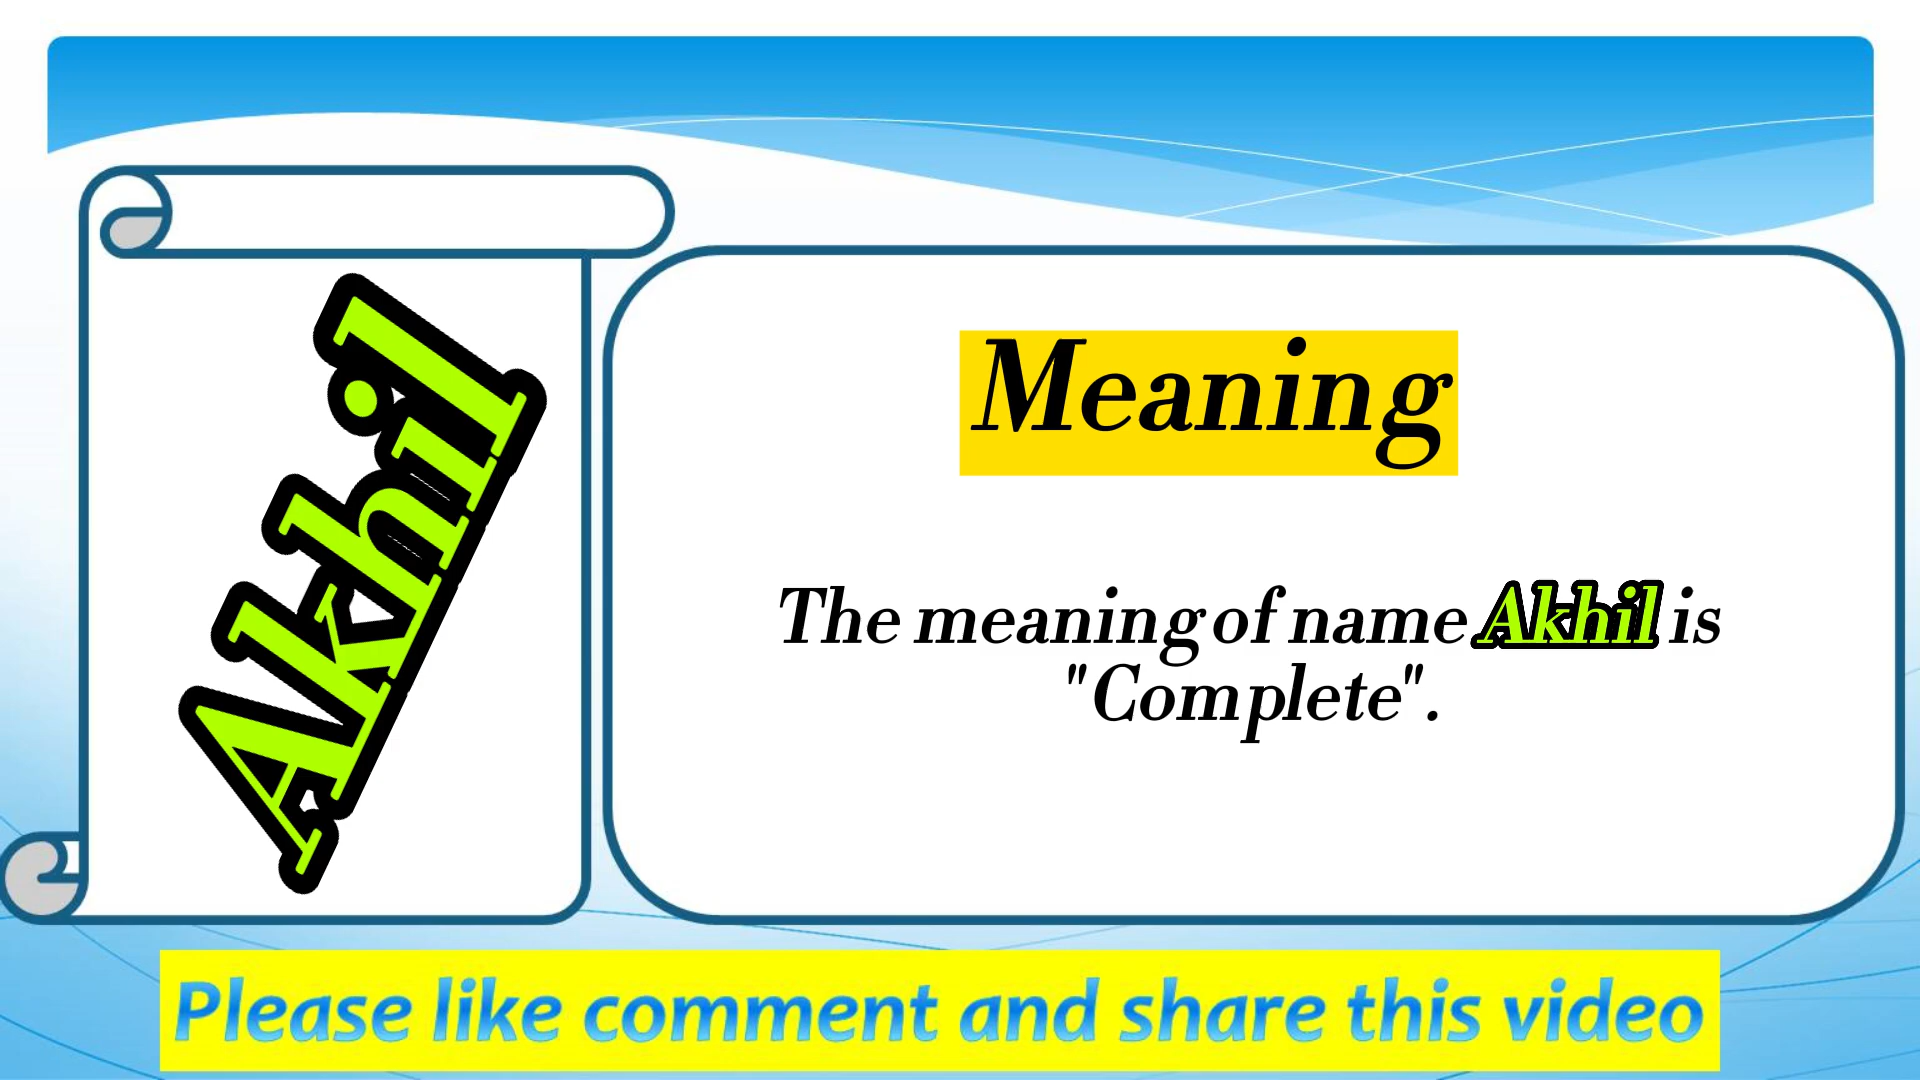 Akhil
Meaning
The meaning of name Akhil is
"Complete".
Please like comment and share this video